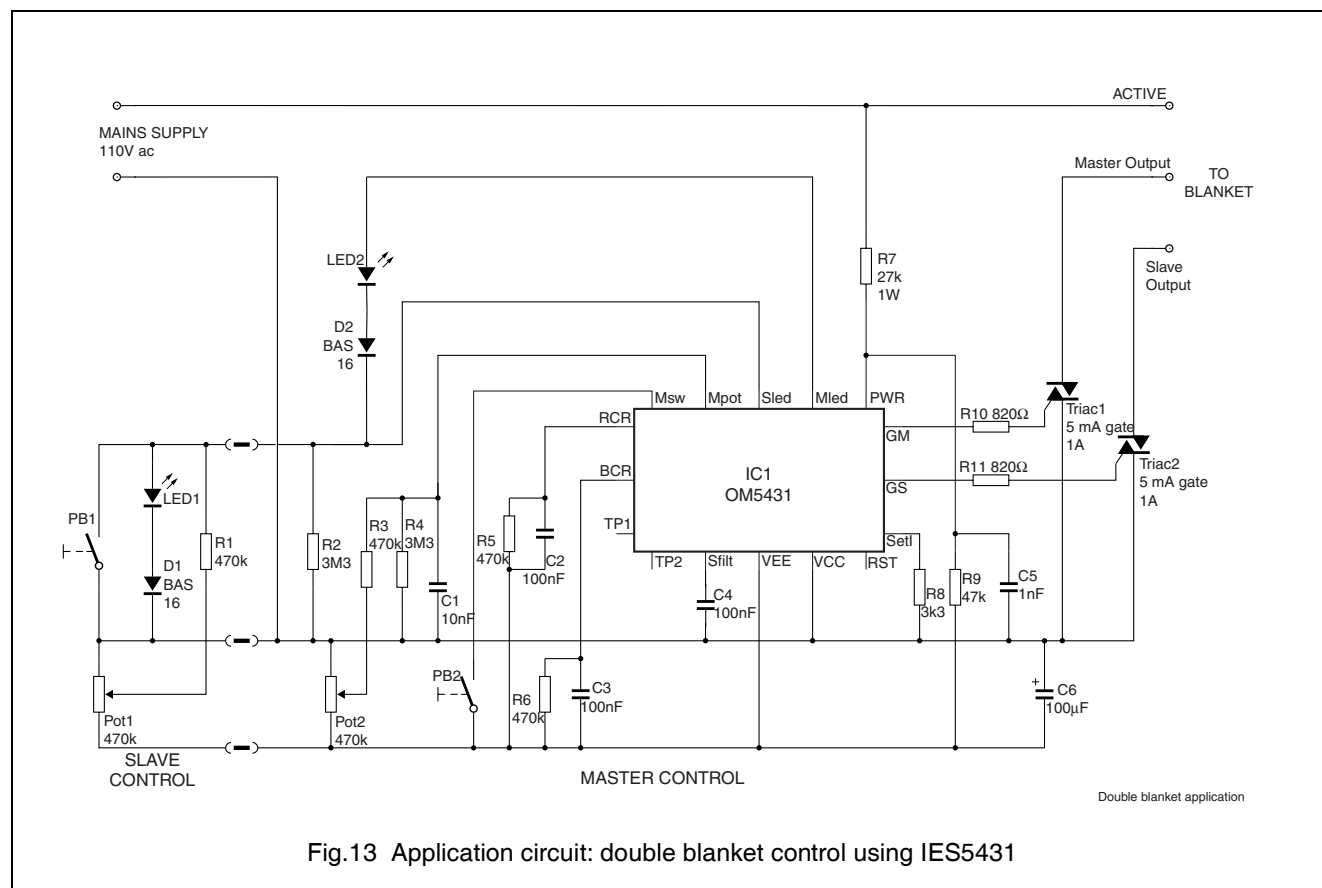 ACTIVE
MAINS SUPPLY
110V ac
Master Output
TO
BLANKET
LED2
R7
27k
1W
Slave
Output
D2
BAS
16
Msw
Mpot
Sled
Mled
PWR
RCR
GM
R10 820Ω
Triac1
5 mA gate
1A
IC1
OM5431
BCR
GS
R11 820Ω
Triac2
5 mA gate
1A
LED1
PB1
R1
470k
D1
BAS
16
R2
3M3
R3
470k
R4
3M3
C1
10nF
R5
470k
C2
100nF
TP1
TP2
Sfilt
VEE
VCC
RST
SetI
C4
100nF
R8
3k3
R9
47k
C5
1nF
PB2
R6
470k
C3
100nF
+
C6
100µF
Pot1
470k
Pot2
470k
SLAVE
CONTROL
MASTER CONTROL
Double blanket application
Fig.13 Application circuit: double blanket control using IES5431